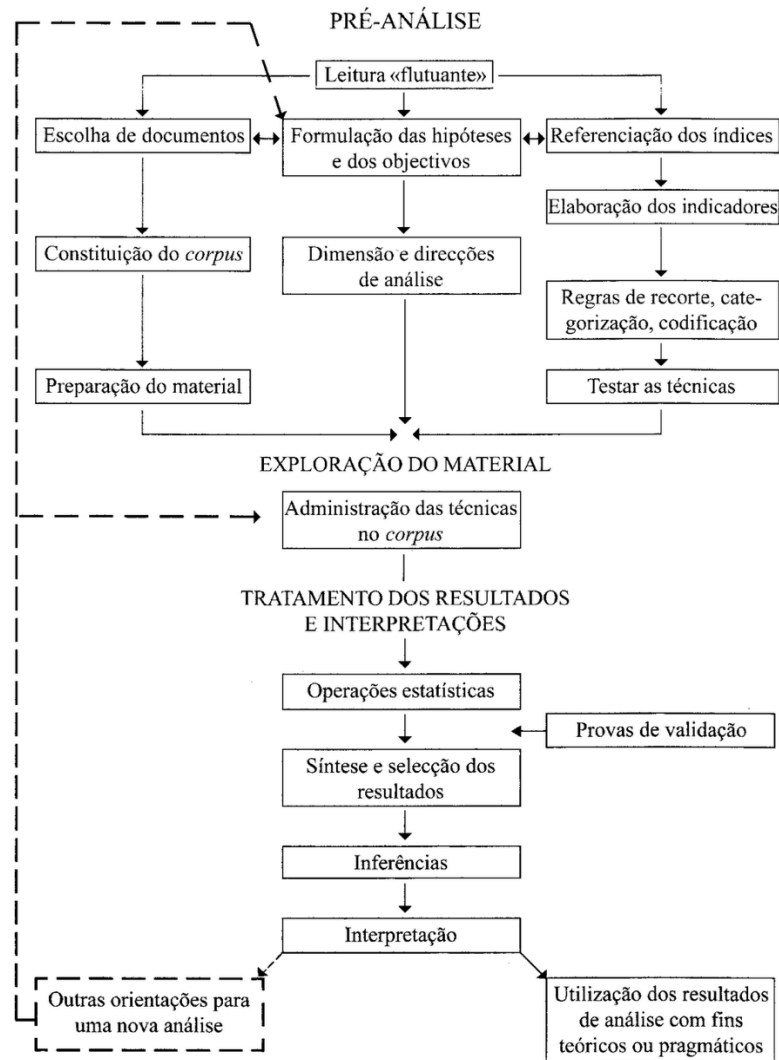 PRÉ-ANÁLISE
Leitura «flutuante»
Escolha de documentos
Formulação das hipóteses
e dos objectivos
Referenciação dos índices
Elaboração dos indicadores
Constituição do corpus
Dimensão e direcções
de análise
Regras de recorte, cate-
gorização, codificação
Preparação do material
Testar as técnicas
EXPLORAÇÃO DO MATERIAL
Administração das técnicas
no corpus
TRATAMENTO DOS RESULTADOS
E INTERPRETAÇÕES
Operações estatísticas
Provas de validação
Síntese e selecção dos
resultados
Inferências
Interpretação
Outras orientações para
uma nova análise
Utilização dos resultados
de análise com fins
teóricos ou pragmáticos